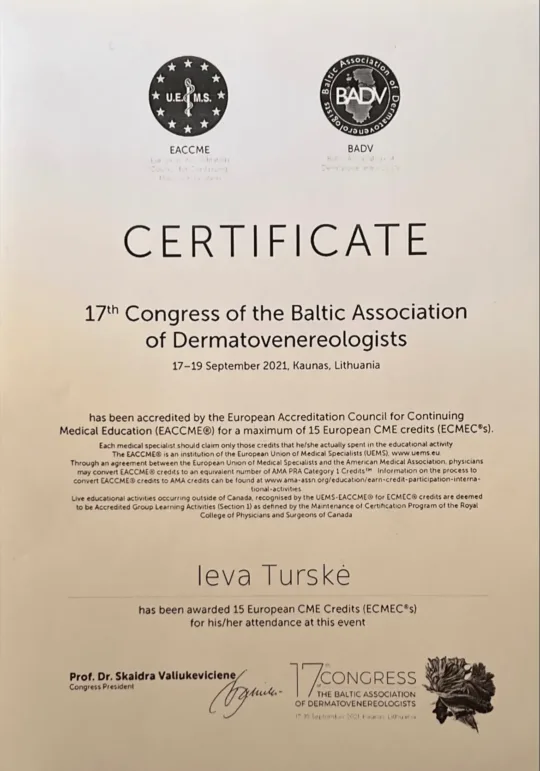 U.E M.S.
Baltic Association of Dermatovenereologists
BADV
EACCME
BADV
CERTIFICATE
17th Congress of the Baltic Association
of Dermatovenereologists
17–19 September 2021, Kaunas, Lithuania
has been accredited by the European Accreditation Council for Continuing
Medical Education (EACCME®) for a maximum of 15 European CME credits (ECMEC®s).
Each medical specialist should claim only those credits that he/she actually spent in the educational activity
The EACCME® is an institution of the European Union of Medical Specialists (UEMS), www.uems.eu
Through an agreement between the European Union of Medical Specialists and the American Medical Association, physicians
may convert EACCME® credits to an equivalent number of AMA PRA Category 1 Credits™ Information on the process to
convert EACCME® credits to AMA credits can be found at www.ama-assn.org/education/earn-credit-participation-interna-
tional-activities.
Live educational activities occurring outside of Canada, recognised by the UEMS-EACCME® for ECMEC® credits are deemed
to be Accredited Group Learning Activities (Section 1) as defined by the Maintenance of Certification Program of the Royal
College of Physicians and Surgeons of Canada
Ieva Turskė
has been awarded 15 European CME Credits (ECMEC®s)
for his/her attendance at this event
Prof. Dr. Skaidra Valiukeviciene
Congress President
17th CONGRESS
THE BALTIC ASSOCIATION
OF DERMATOVENEREOLOGISTS
17-19 September 2021, Kaunas, Lithuania